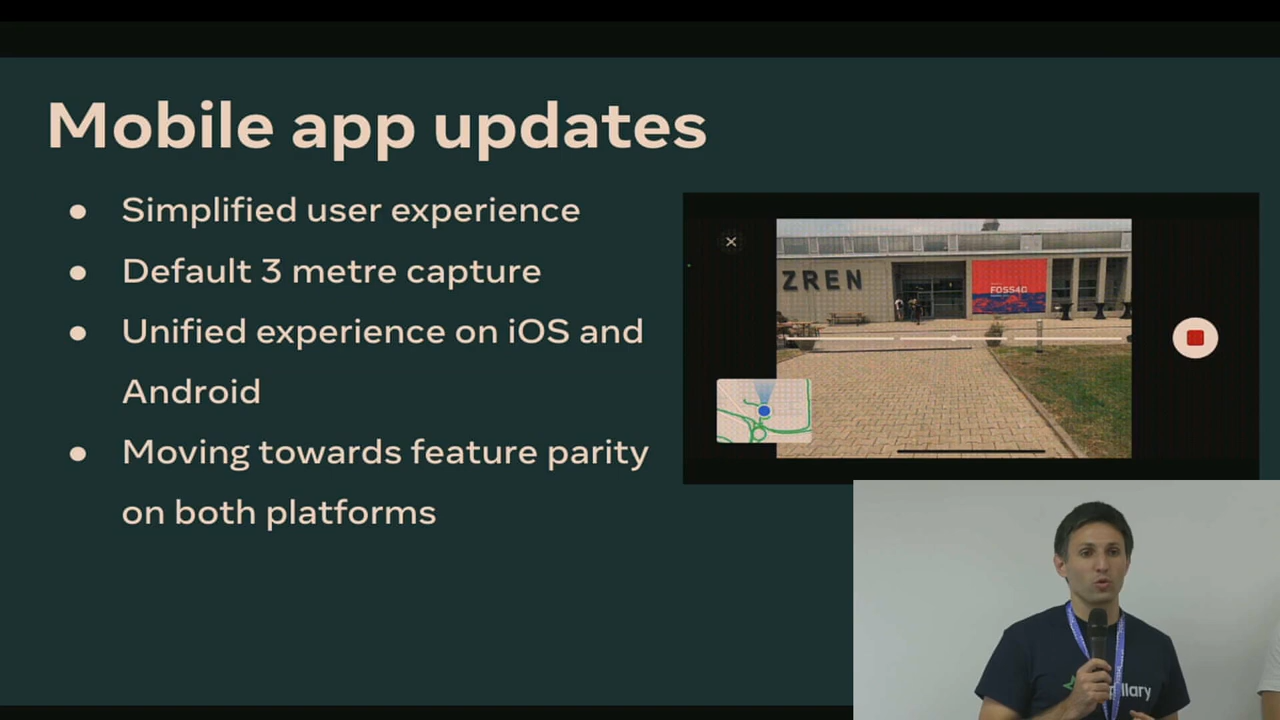 Mobile app updates
● Simplified user experience
● Default 3 metre capture
● Unified experience on iOS and
Android
● Moving towards feature parity
on both platforms
ZREN
FOSS4G
llary